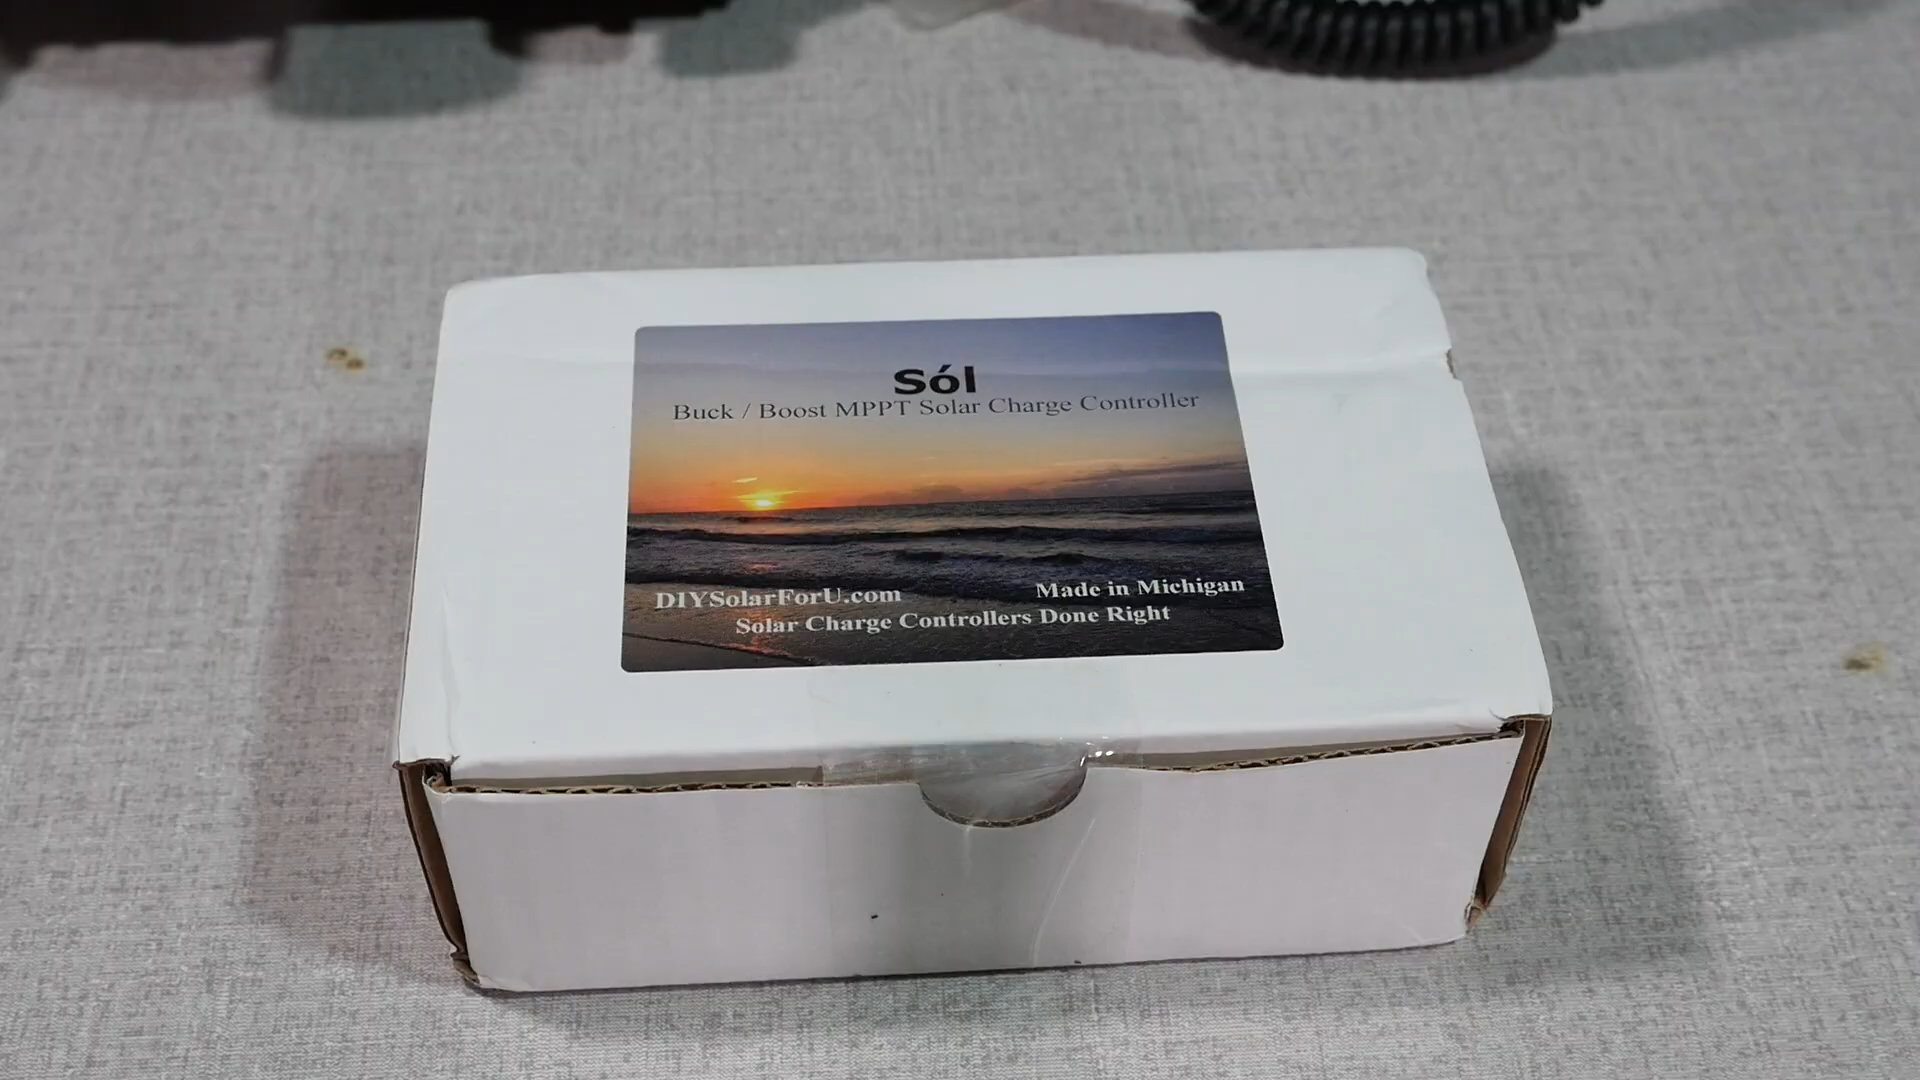 Sól
Buck / Boost MPPT Solar Charge Controller
DIYSolarForU.com
Made in Michigan
Solar Charge Controllers Done Right